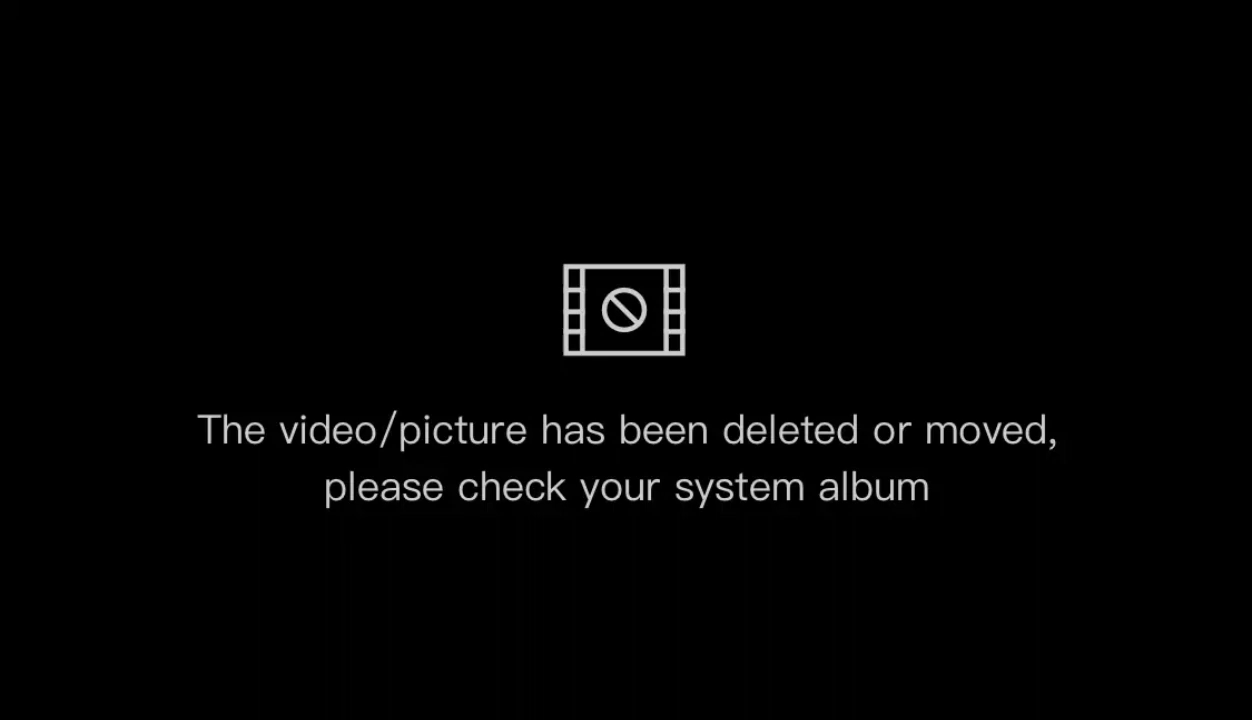 The video/picture has been deleted or moved,
please check your system album